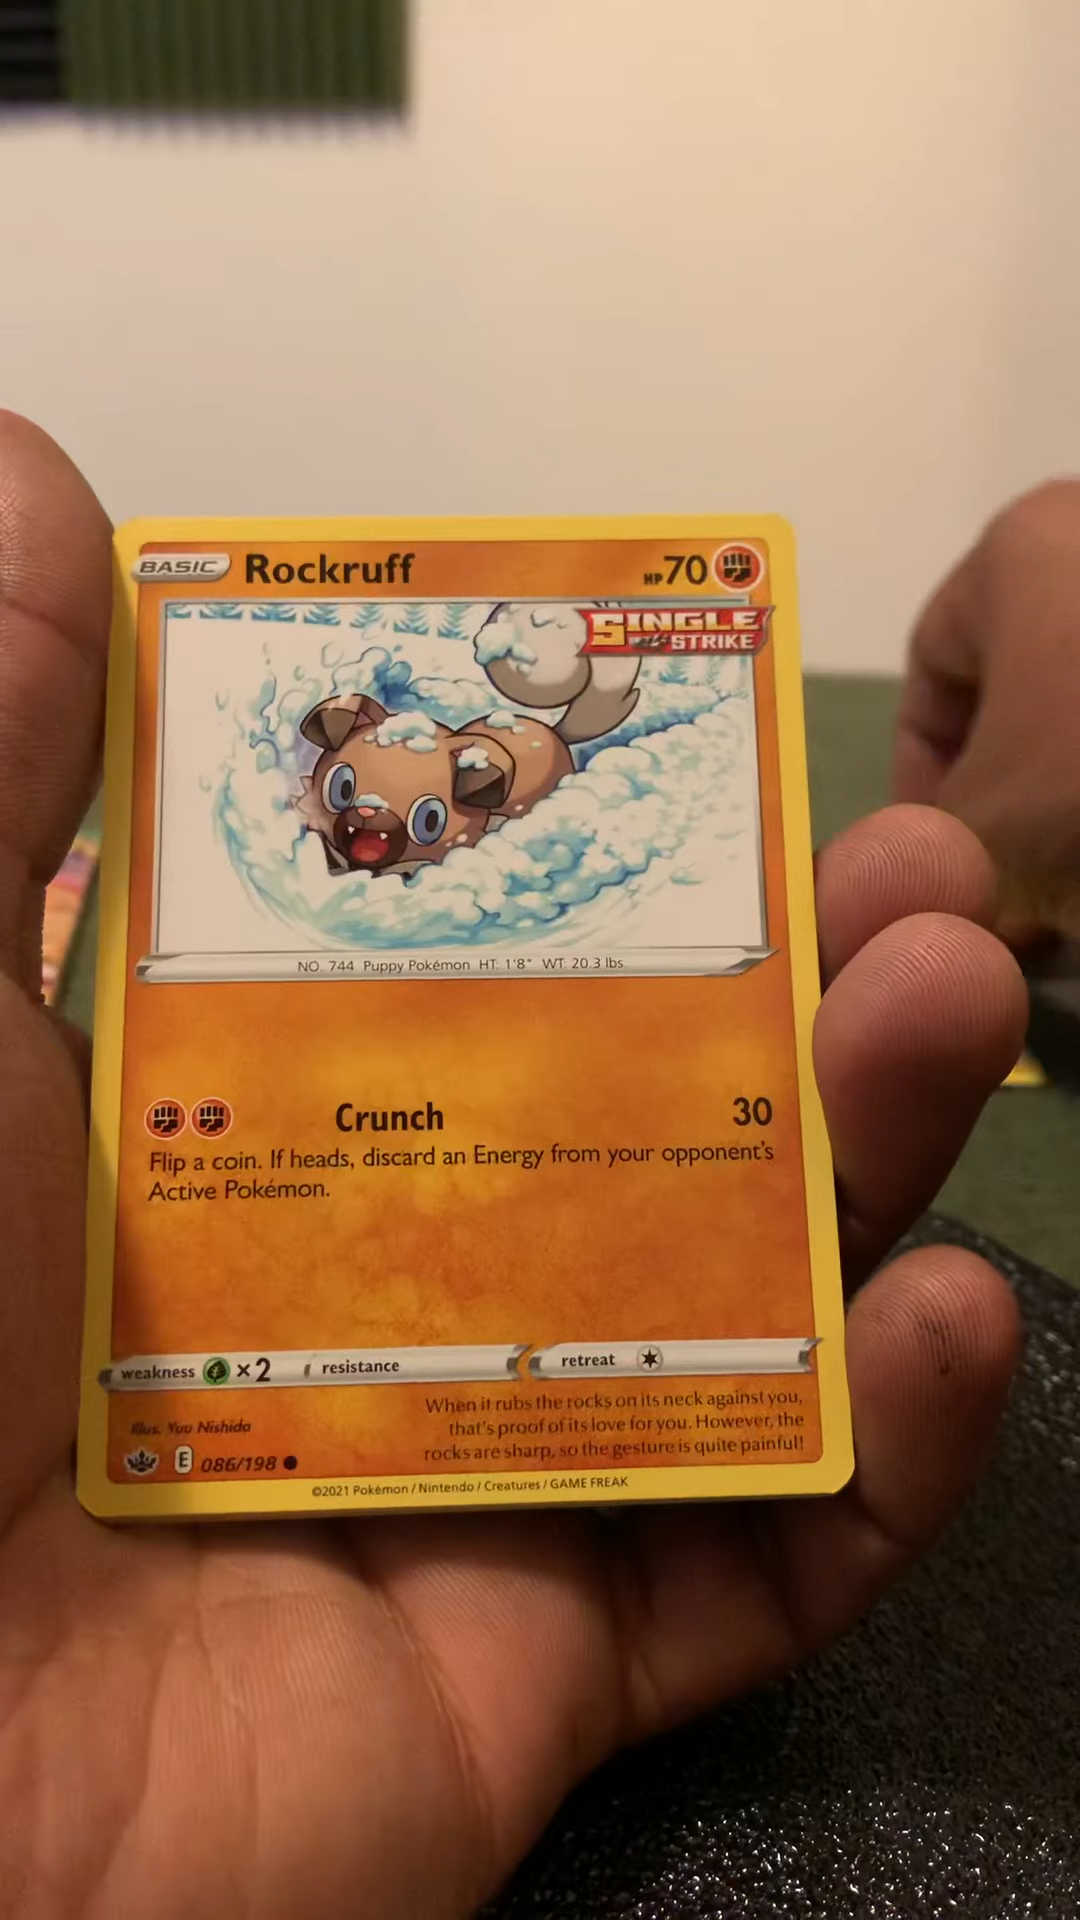 BASIC Rockruff HP 70
SINGLE
STRIKE
NO. 744 Puppy Pokémon HT: 1'8" WT: 20.3 lbs
Crunch 30
Flip a coin. If heads, discard an Energy from your opponent's
Active Pokémon.
weakness ×2 resistance retreat
When it rubs the rocks on its neck against you,
Illus. Yuu Nishida that's proof of its love for you. However, the
E 086/198 rocks are sharp, so the gesture is quite painful!
©2021 Pokémon / Nintendo / Creatures / GAME FREAK